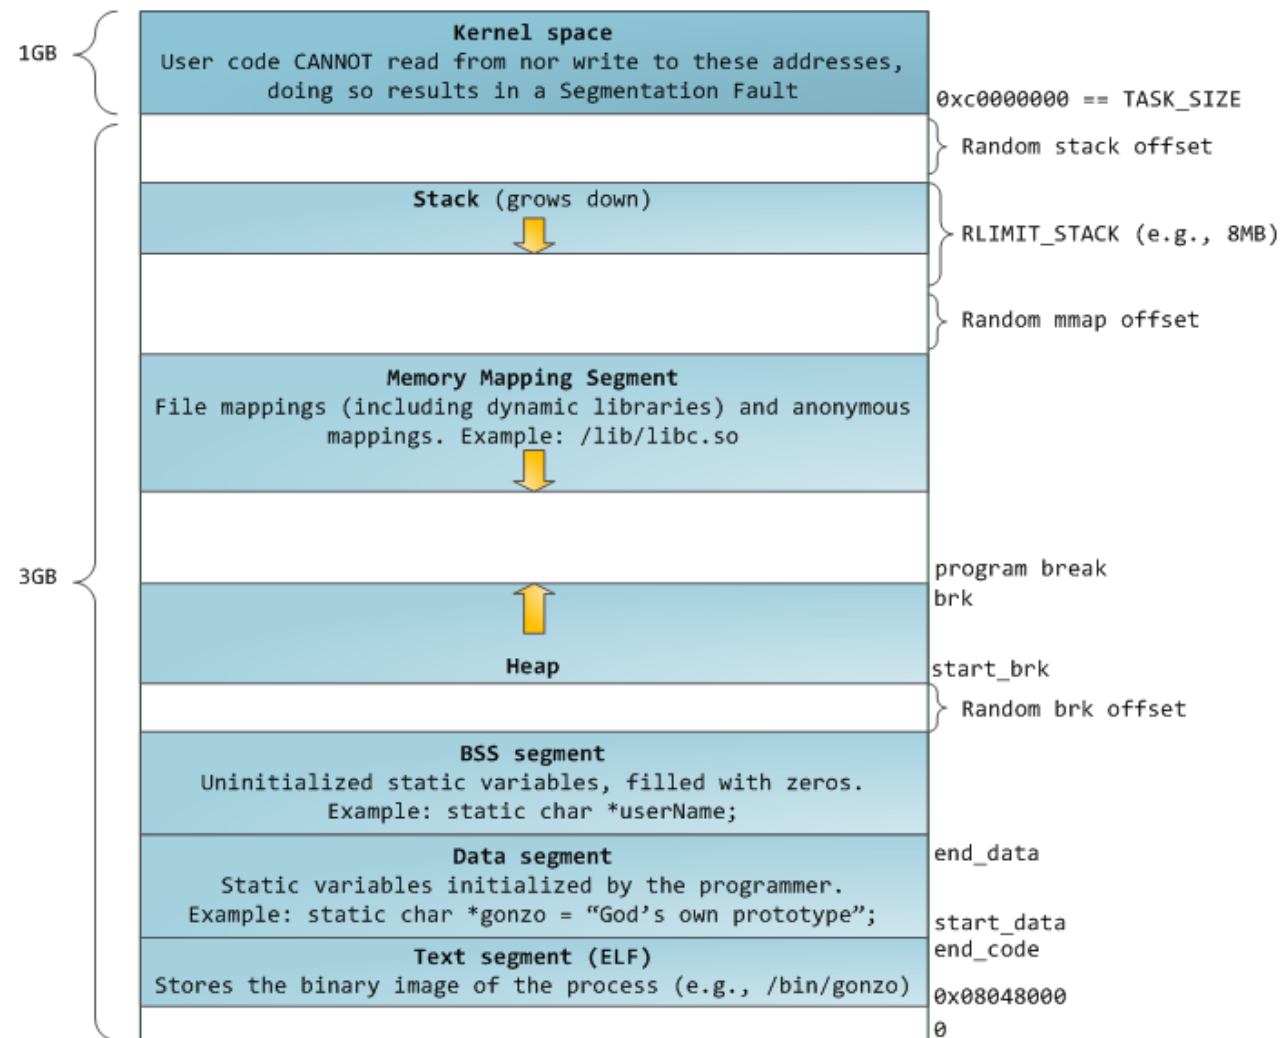 1GB
Kernel space
User code CANNOT read from nor write to these addresses,
doing so results in a Segmentation Fault
0xc0000000 == TASK_SIZE
Random stack offset
Stack (grows down)
RLIMIT_STACK (e.g., 8MB)
Random mmap offset
Memory Mapping Segment
File mappings (including dynamic libraries) and anonymous
mappings. Example: /lib/libc.so
3GB
program break
brk
Heap
start_brk
Random brk offset
BSS segment
Uninitialized static variables, filled with zeros.
Example: static char *userName;
Data segment
end_data
Static variables initialized by the programmer.
Example: static char *gonzo = “God’s own prototype”;
start_data
end_code
Text segment (ELF)
Stores the binary image of the process (e.g., /bin/gonzo)
0x08048000
0